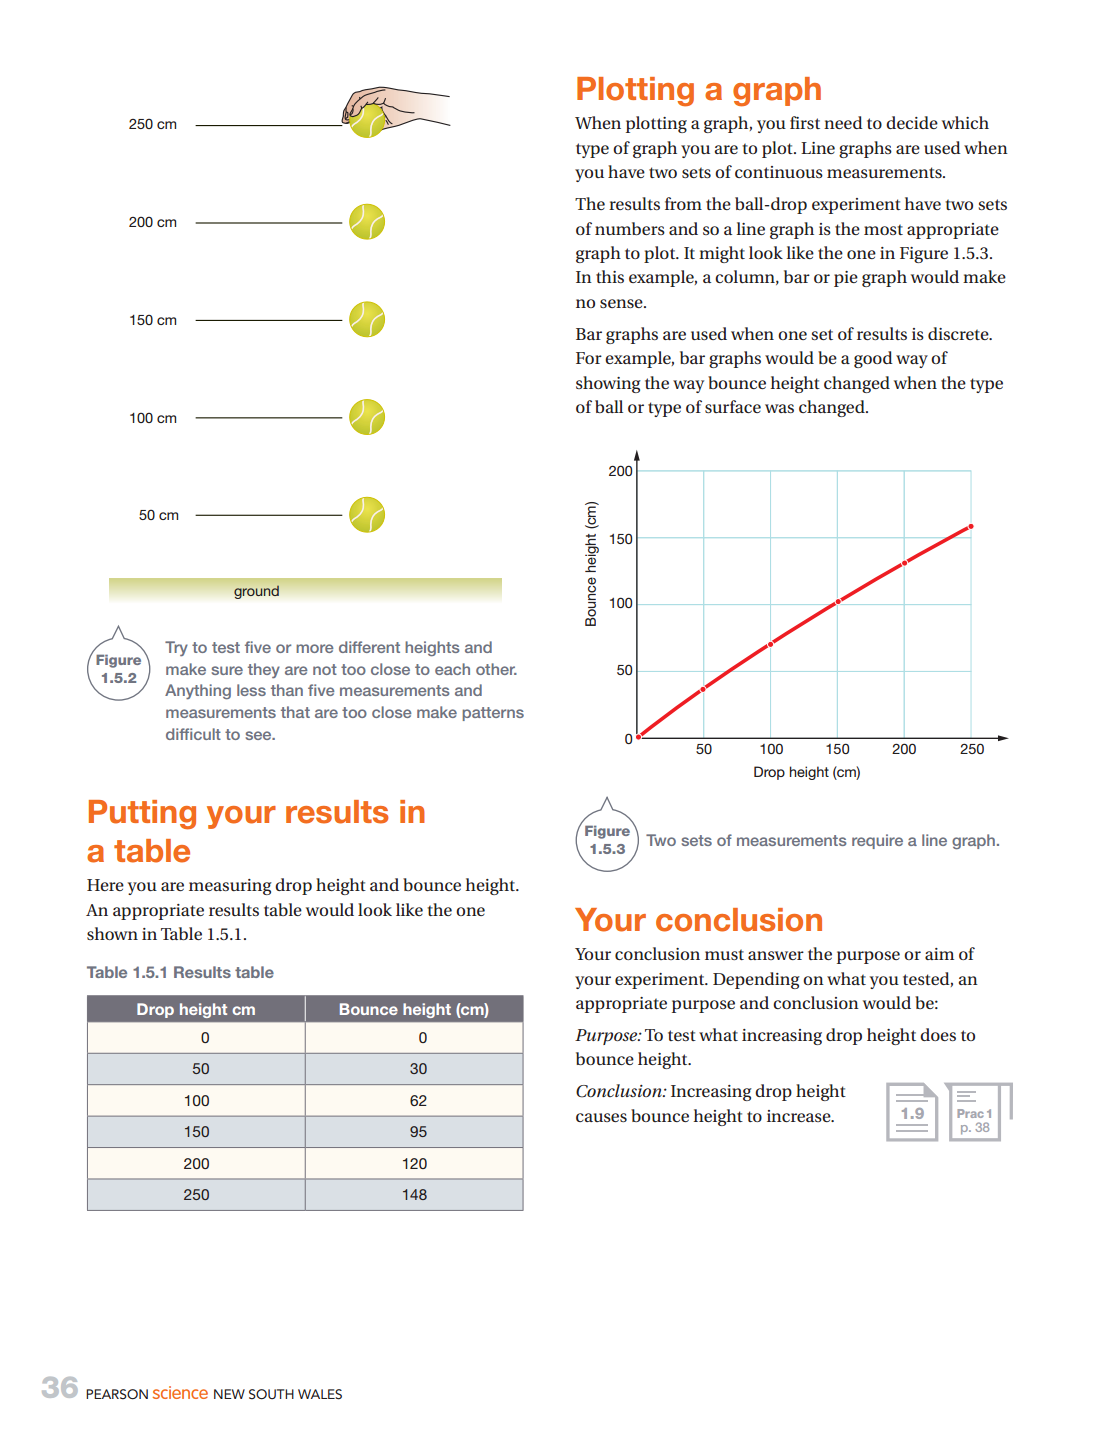 250 cm
200 cm
150 cm
100 cm
50 cm
ground
Figure
1.5.2
Try to test five or more different heights and
make sure they are not too close to each other.
Anything less than five measurements and
measurements that are too close make patterns
difficult to see.
Putting your results in
a table
Here you are measuring drop height and bounce height.
An appropriate results table would look like the one
shown in Table 1.5.1.
Table 1.5.1 Results table
Drop height cm Bounce height (cm)
0 0
50 30
100 62
150 95
200 120
250 148
Plotting a graph
When plotting a graph, you first need to decide which
type of graph you are to plot. Line graphs are used when
you have two sets of continuous measurements.
The results from the ball-drop experiment have two sets
of numbers and so a line graph is the most appropriate
graph to plot. It might look like the one in Figure 1.5.3.
In this example, a column, bar or pie graph would make
no sense.
Bar graphs are used when one set of results is discrete.
For example, bar graphs would be a good way of
showing the way bounce height changed when the type
of ball or type of surface was changed.
200
150
100
50
0
Bounce height (cm)
50 100 150 200 250
Drop height (cm)
Figure
1.5.3
Two sets of measurements require a line graph.
Your conclusion
Your conclusion must answer the purpose or aim of
your experiment. Depending on what you tested, an
appropriate purpose and conclusion would be:
Purpose: To test what increasing drop height does to
bounce height.
Conclusion: Increasing drop height
causes bounce height to increase.
1.9
Prac 1
p. 38
36 PEARSON science NEW SOUTH WALES